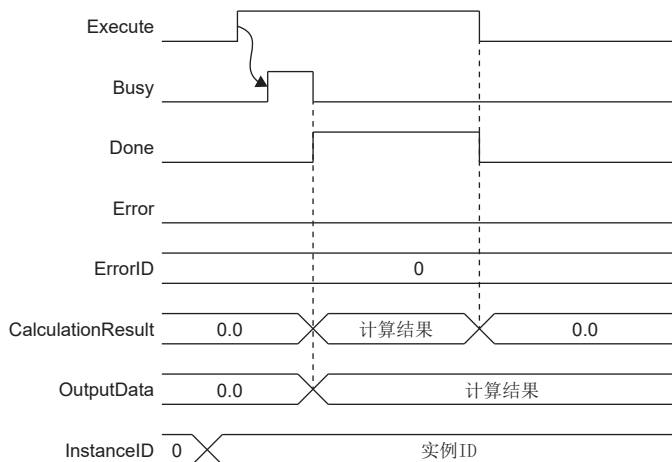 Execute
Busy
Done
Error
ErrorID 0
CalculationResult 0.0 计算结果 0.0
OutputData 0.0 计算结果
InstanceID 0 实例ID